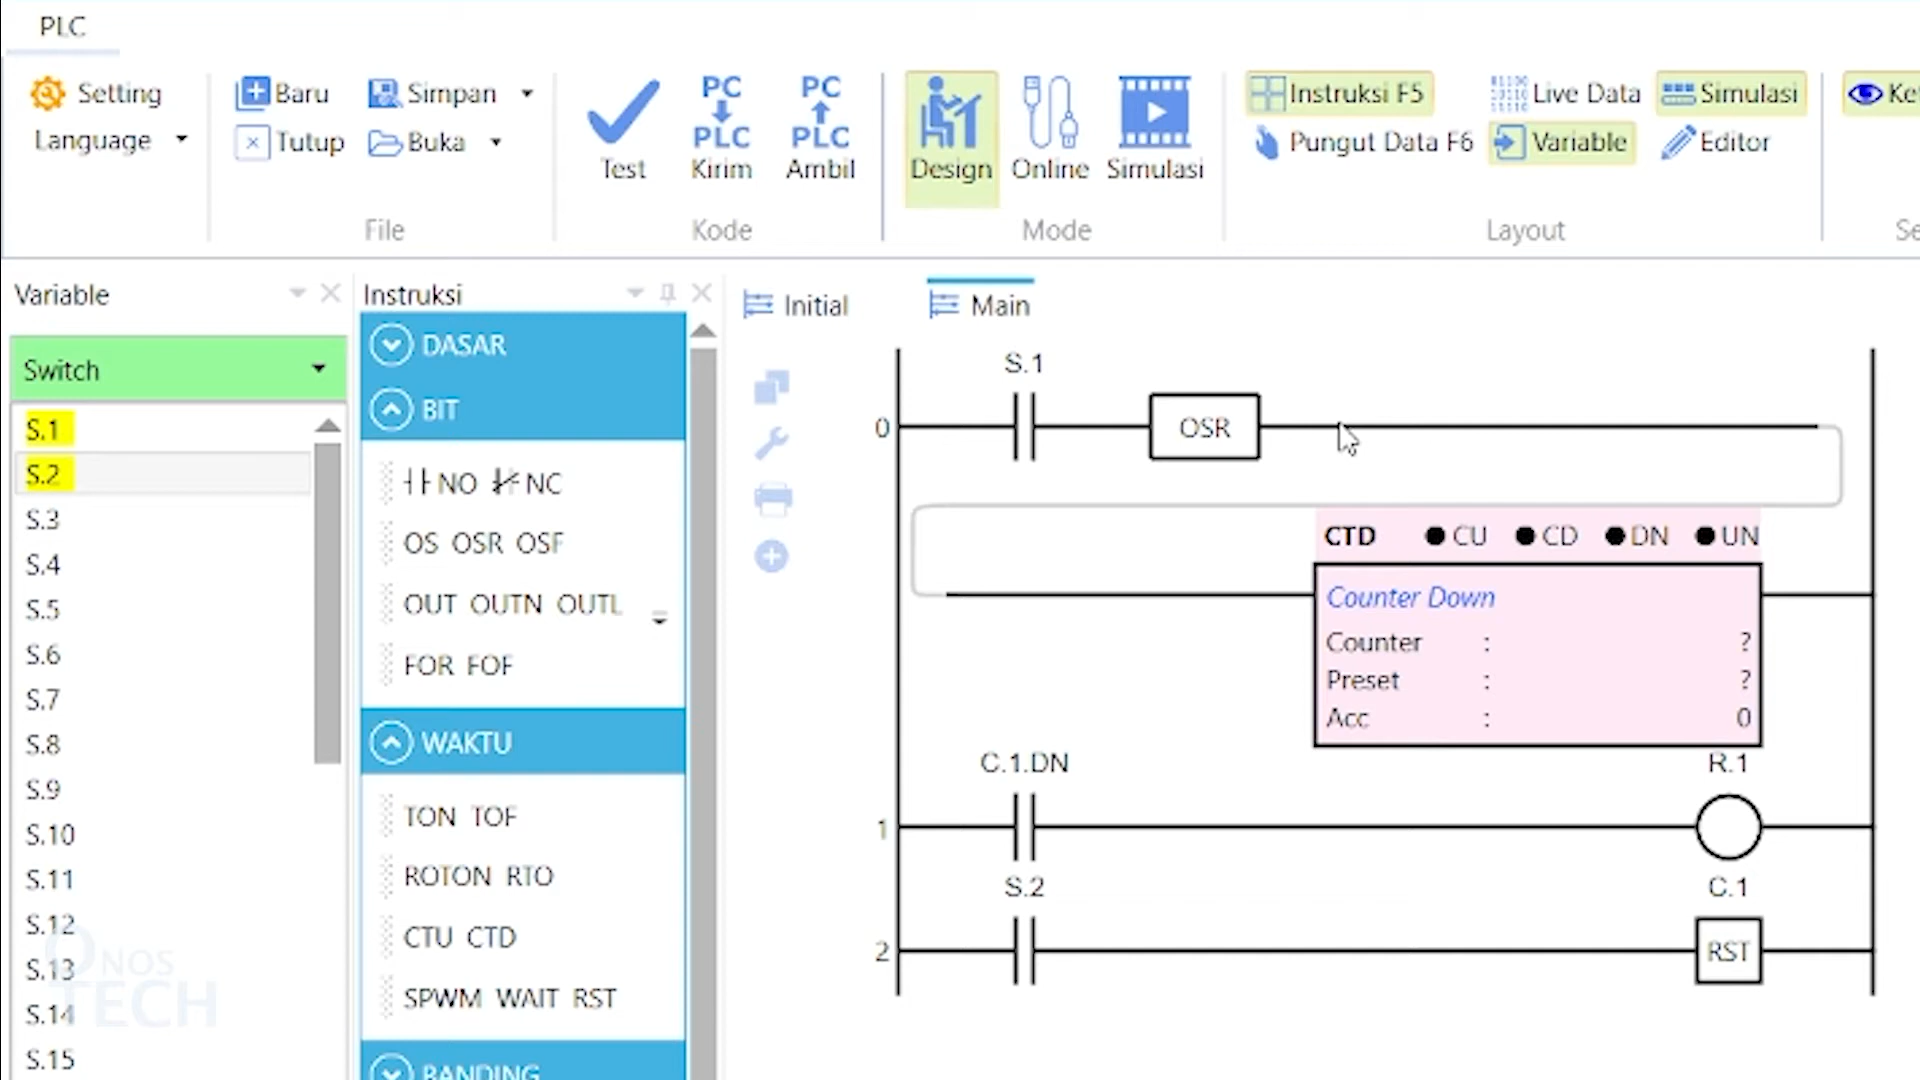 PLC
Setting
Language
Baru
Simpan
Tutup
Buka
File
Test
PC
PLC
Kirim
PC
PLC
Ambil
Kode
Design
Online
Simulasi
Mode
Instruksi F5
Live Data
Simulasi
Pungut Data F6
Variable
Editor
Layout
Variable
Switch
S.1
S.2
S.3
S.4
S.5
S.6
S.7
S.8
S.9
S.10
S.11
S.12
S.13
S.14
S.15
ONOS
TECH
Instruksi
DASAR
BIT
NO NC
OS OSR OSF
OUT OUTN OUTL
FOR FOF
WAKTU
TON TOF
ROTON RTO
CTU CTD
SPWM WAIT RST
BANDING
Initial
Main
S.1
0
OSR
CTD CU CD DN UN
Counter Down
Counter : ?
Preset : ?
Acc : 0
C.1.DN
R.1
1
S.2
C.1
2
RST